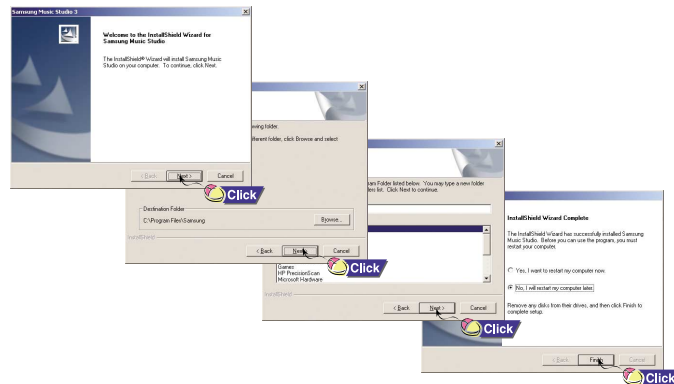 Samsung Music Studio 3
Welcome to the InstallShield Wizard for
Samsung Music Studio
The InstallShield® Wizard will install Samsung Music
Studio on your computer. To continue, click Next.
< Back
Next >
Cancel
Click
owing folder.
ifferent folder, click Browse and select
Destination Folder
C:\Program Files\Samsung
Browse...
InstallShield
< Back
Next >
Cancel
Click
ram Folder listed below. You may type a new folder
ders list. Click Next to continue.
Games
HP PrecisionScan
Microsoft Hardware
InstallShield
< Back
Next >
Cancel
Click
InstallShield Wizard Complete
The InstallShield Wizard has successfully installed Samsung
Music Studio. Before you can use the program, you must
restart your computer.
Yes, I want to restart my computer now.
No, I will restart my computer later.
Remove any disks from their drives, and then click Finish to
complete setup.
< Back
Finish
Cancel
Click